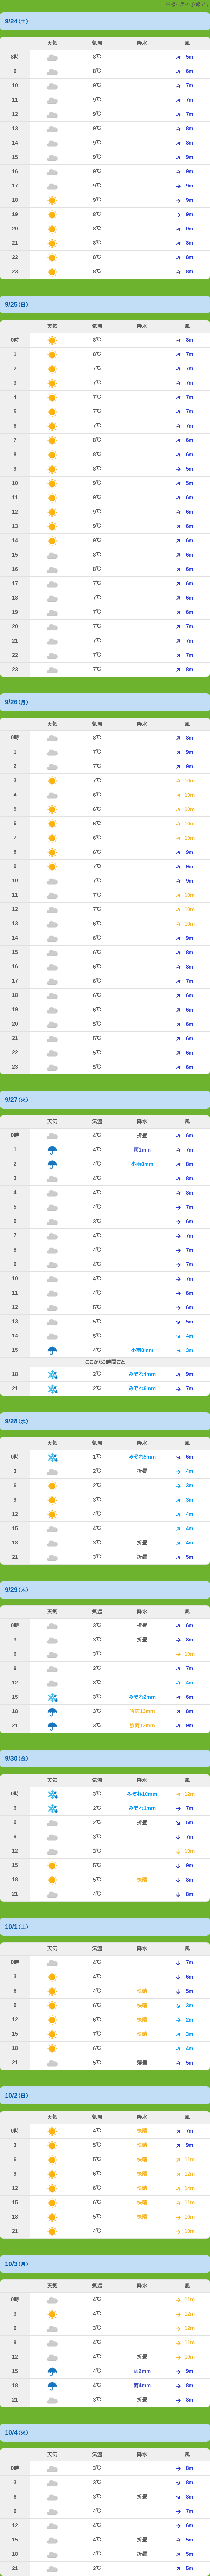 9/24(土)
天気 気温 降水 風
8時 8℃ 5m
9 8℃ 6m
10 9℃ 7m
11 9℃ 7m
12 9℃ 7m
13 9℃ 8m
14 9℃ 8m
15 9℃ 9m
16 9℃ 9m
17 9℃ 9m
18 9℃ 9m
19 8℃ 9m
20 8℃ 9m
21 8℃ 8m
22 8℃ 8m
23 8℃ 8m
9/25(日)
天気 気温 降水 風
0時 8℃ 8m
1 8℃ 7m
2 7℃ 7m
3 7℃ 7m
4 7℃ 7m
5 7℃ 7m
6 7℃ 7m
7 8℃ 6m
8 8℃ 6m
9 8℃ 5m
10 9℃ 5m
11 9℃ 6m
12 9℃ 6m
13 9℃ 6m
14 9℃ 6m
15 8℃ 6m
16 8℃ 6m
17 7℃ 6m
18 7℃ 6m
19 7℃ 6m
20 7℃ 7m
21 7℃ 7m
22 7℃ 7m
23 7℃ 8m
9/26(月)
天気 気温 降水 風
0時 8℃ 8m
1 7℃ 9m
2 7℃ 9m
3 7℃ 10m
4 6℃ 10m
5 6℃ 10m
6 6℃ 10m
7 6℃ 10m
8 6℃ 9m
9 7℃ 9m
10 7℃ 9m
11 7℃ 10m
12 7℃ 10m
13 6℃ 10m
14 6℃ 9m
15 6℃ 8m
16 6℃ 8m
17 6℃ 7m
18 6℃ 6m
19 6℃ 6m
20 5℃ 6m
21 5℃ 6m
22 5℃ 6m
23 5℃ 6m
9/27(火)
天気 気温 降水 風
0時 4℃ 折曇 6m
1 4℃ 雨1mm 7m
2 4℃ 小雨0mm 8m
3 4℃ 8m
4 4℃ 8m
5 4℃ 7m
6 3℃ 6m
7 4℃ 7m
8 4℃ 7m
9 4℃ 7m
10 4℃ 7m
11 4℃ 6m
12 5℃ 6m
13 5℃ 5m
14 5℃ 4m
15 4℃ 小雨0mm 3m
ここから3時間ごと
18 2℃ みぞれ4mm 9m
21 2℃ みぞれ6mm 7m
9/28(水)
天気 気温 降水 風
0時 1℃ みぞれ5mm 6m
3 2℃ 折曇 4m
6 2℃ 3m
9 3℃ 3m
12 4℃ 4m
15 4℃ 4m
18 3℃ 折曇 4m
21 3℃ 折曇 5m
9/29(木)
天気 気温 降水 風
0時 3℃ 折曇 6m
3 3℃ 折曇 8m
6 3℃ 10m
9 3℃ 7m
12 3℃ 4m
15 3℃ みぞれ2mm 6m
18 3℃ 強雨13mm 8m
21 3℃ 強雨12mm 9m
9/30(金)
天気 気温 降水 風
0時 3℃ みぞれ10mm 12m
3 2℃ みぞれ1mm 7m
6 2℃ 折曇 5m
9 3℃ 7m
12 3℃ 10m
15 5℃ 9m
18 5℃ 快晴 8m
21 4℃ 8m
10/1(土)
天気 気温 降水 風
0時 4℃ 7m
3 4℃ 6m
6 4℃ 快晴 5m
9 6℃ 快晴 3m
12 6℃ 快晴 2m
15 7℃ 快晴 3m
18 6℃ 4m
21 5℃ 薄曇 5m
10/2(日)
天気 気温 降水 風
0時 4℃ 快晴 7m
3 5℃ 快晴 9m
6 5℃ 快晴 11m
9 6℃ 快晴 12m
12 6℃ 快晴 14m
15 6℃ 快晴 11m
18 5℃ 快晴 10m
21 4℃ 10m
10/3(月)
天気 気温 降水 風
0時 4℃ 11m
3 4℃ 12m
6 3℃ 12m
9 4℃ 11m
12 4℃ 折曇 10m
15 4℃ 雨2mm 9m
18 4℃ 雨4mm 8m
21 3℃ 折曇 8m
10/4(火)
天気 気温 降水 風
0時 3℃ 8m
3 3℃ 8m
6 3℃ 折曇 8m
9 4℃ 7m
12 4℃ 6m
15 4℃ 折曇 5m
18 4℃ 折曇 5m
21 3℃ 5m